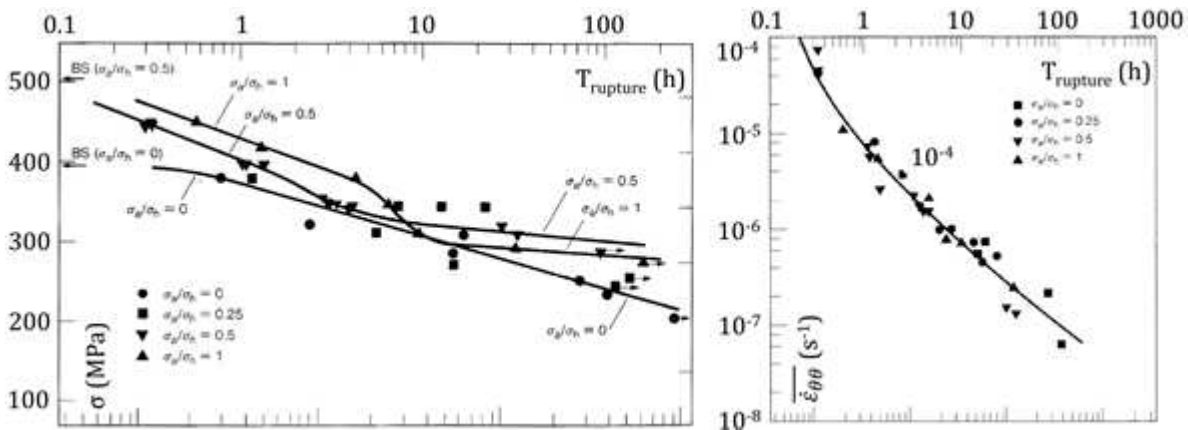 0.1 1 10 100
0.1 1 10 100 1000
BS (σa/σh = 0.5)
σa/σh = 1
T rupture (h)
500
σa/σh = 0.5
BS (σa/σh = 0)
400
σa/σh = 0
σa/σh = 0.5
σa/σh = 1
300
σa/σh = 0
σa/σh = 0.25
σa/σh = 0.5
σa/σh = 1
σa/σh = 0
200
100
σ (MPa)
10-4
T rupture (h)
σa/σh = 0
σa/σh = 0.25
σa/σh = 0.5
σa/σh = 1
10-5
10-4
10-6
10-7
10-8
ε̇θθ (s-1)